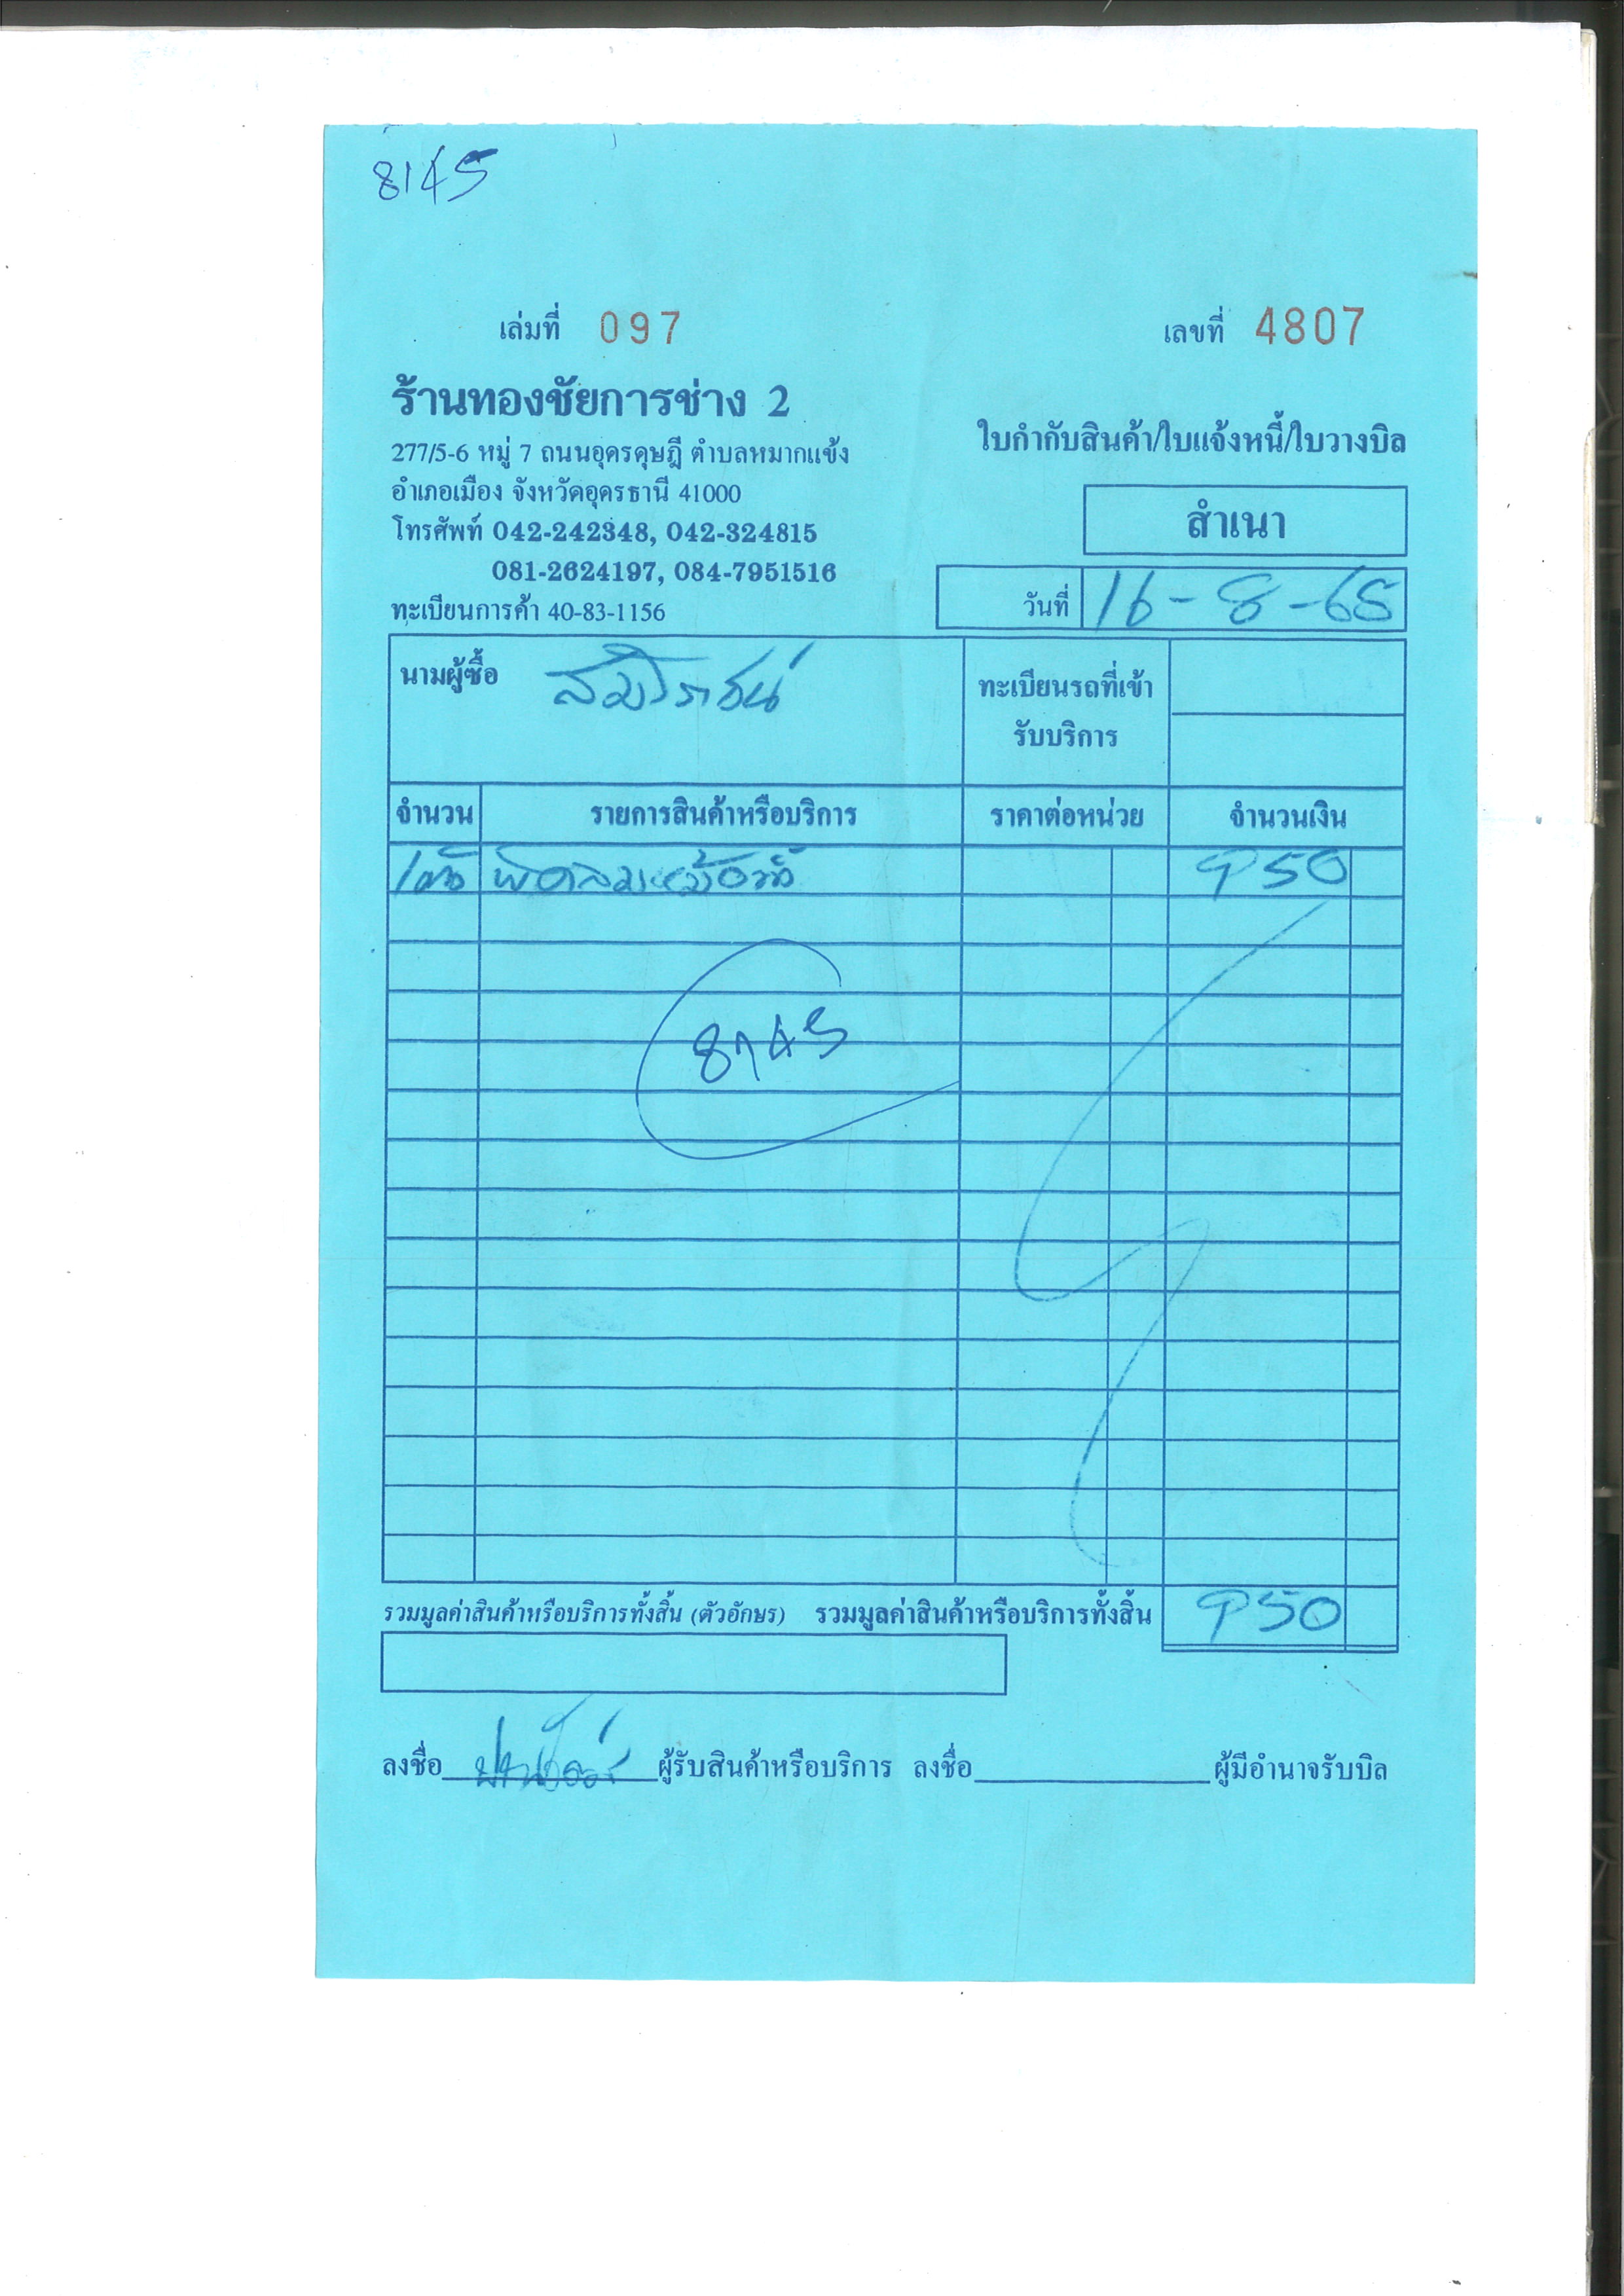 8145
เล่มที่ 097 เลขที่ 4807
ร้านทองชัยการช่าง 2
277/5-6 หมู่ 7 ถนนอุดรดุษฎี ตำบลหมากแข้ง
อำเภอเมือง จังหวัดอุดรธานี 41000
โทรศัพท์ 042-242348, 042-324815
081-2624197, 084-7951516
ทะเบียนการค้า 40-83-1156
ใบกำกับสินค้า/ใบแจ้งหนี้/ใบวางบิล
สำเนา
วันที่ 16-8-65
นามผู้ซื้อ
ทะเบียนรถที่เข้า
รับบริการ
จำนวน รายการสินค้าหรือบริการ ราคาต่อหน่วย จำนวนเงิน
950
8145
รวมมูลค่าสินค้าหรือบริการทั้งสิ้น (ตัวอักษร) รวมมูลค่าสินค้าหรือบริการทั้งสิ้น 950
ลงชื่อ ผู้รับสินค้าหรือบริการ ลงชื่อ ผู้มีอำนาจรับบิล